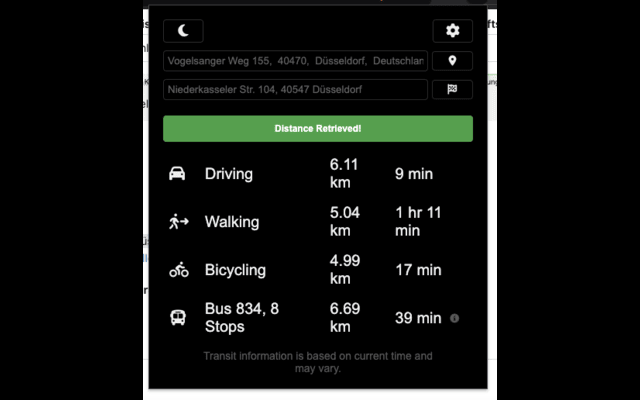 Vogelsanger Weg 155, 40470, Düsseldorf, Deutschlan
Niederkasseler Str. 104, 40547 Düsseldorf
Distance Retrieved!
Driving
6.11 km
9 min
Walking
5.04 km
1 hr 11 min
Bicycling
4.99 km
17 min
Bus 834, 8 Stops
6.69 km
39 min
Transit information is based on current time and
may vary.